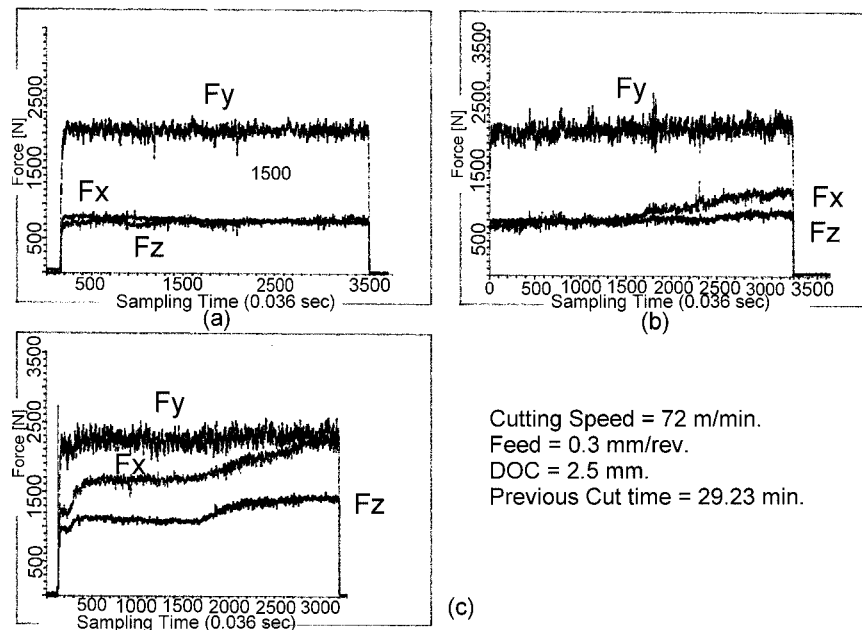 Force [N]
500
1500
2500
Fy
1500
Fx
Fz
500 1500 2500 3500
Sampling Time (0.036 sec)
(a)
Force [N]
500
1500
2500
3500
Fy
Fx
Fz
0 500 1000 1500 2000 2500 3000 3500
Sampling Time (0.036 sec)
(b)
Force [N]
500
1500
2500
3500
Fy
Fx
Fz
500 1000 1500 2000 2500 3000
Sampling Time (0.036 sec)
(c)
Cutting Speed = 72 m/min.
Feed = 0.3 mm/rev.
DOC = 2.5 mm.
Previous Cut time = 29.23 min.